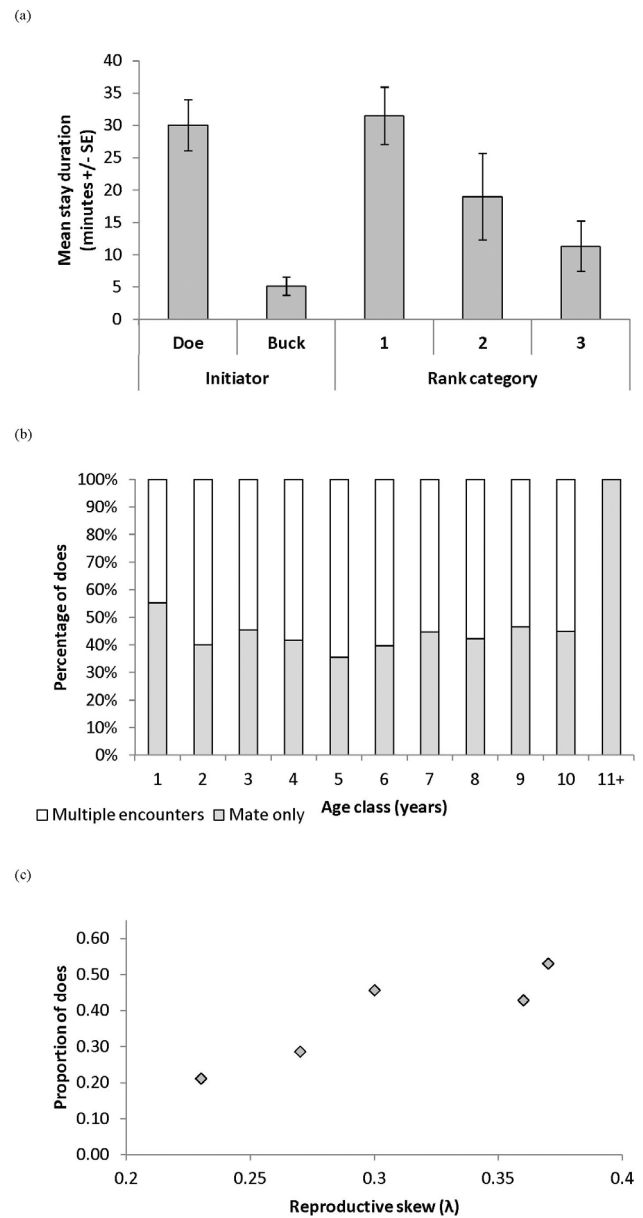 (a)
Mean stay duration
(minutes +/- SE)
40
35
30
25
20
15
10
5
0
Doe
Buck
1
2
3
Initiator
Rank category
(b)
Percentage of does
100%
90%
80%
70%
60%
50%
40%
30%
20%
10%
0%
1 2 3 4 5 6 7 8 9 10 11+
Multiple encounters Mate only
Age class (years)
(c)
Proportion of does
0.60
0.50
0.40
0.30
0.20
0.10
0.00
0.2 0.25 0.3 0.35 0.4
Reproductive skew (λ)